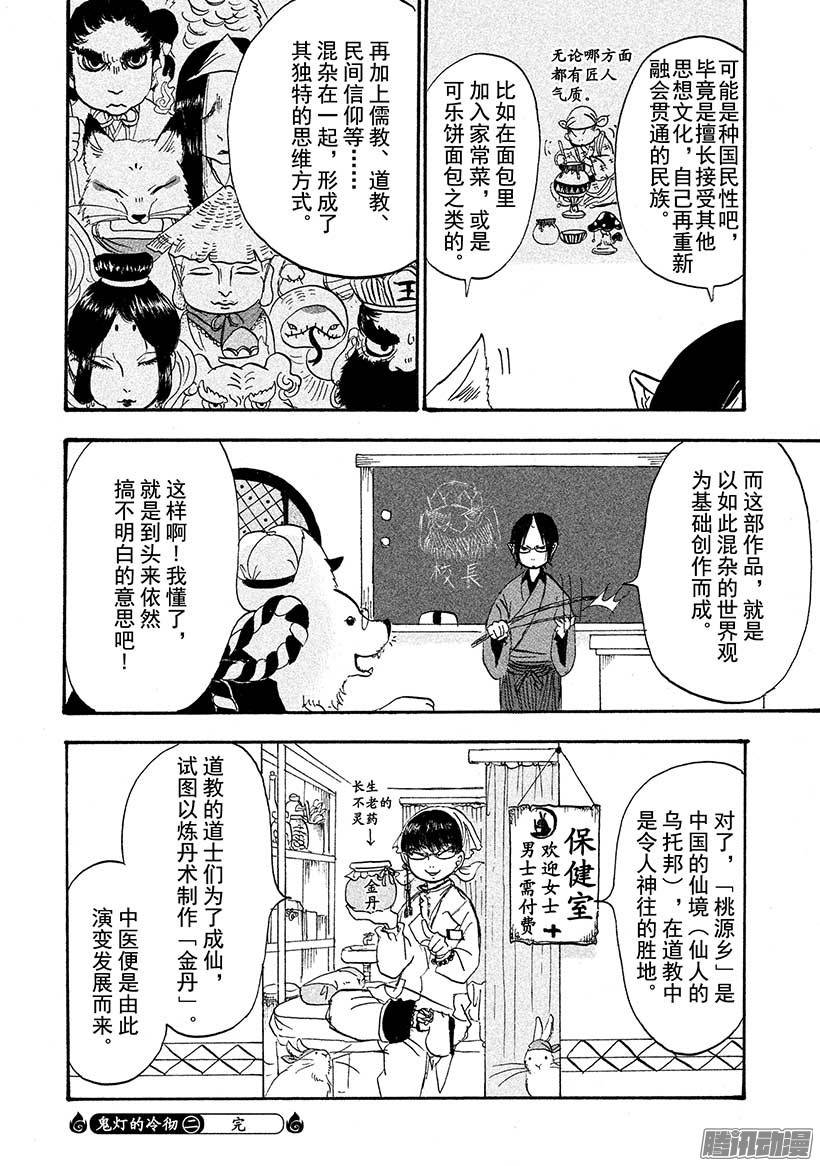 可能是种国民性吧，
毕竟是擅长接受其他
思想文化，自己再重新
融会贯通的民族。
无论哪方面
都有匠人
气质。
比如在面包里
加入家常菜，或是
可乐饼面包之类的。
再加上儒教、道教、
民间信仰等……
混杂在一起，形成了
其独特的思维方式。
王
而这部作品，就是
以如此混杂的世界观
为基础创作而成。
校長
这样啊！我懂了，
就是到头来依然
搞不明白的意思吧！
对了，「桃源乡」是
中国的仙境（仙人的
乌托邦），在道教中
是令人神往的胜地。
保健室
欢迎女士
男士需付费
长生
不老的
灵药→
金丹
道教的道士们为了成仙，
试图以炼丹术制作「金丹」。
中医便是由此
演变发展而来。
鬼灯的冷彻 二 完
腾讯动漫